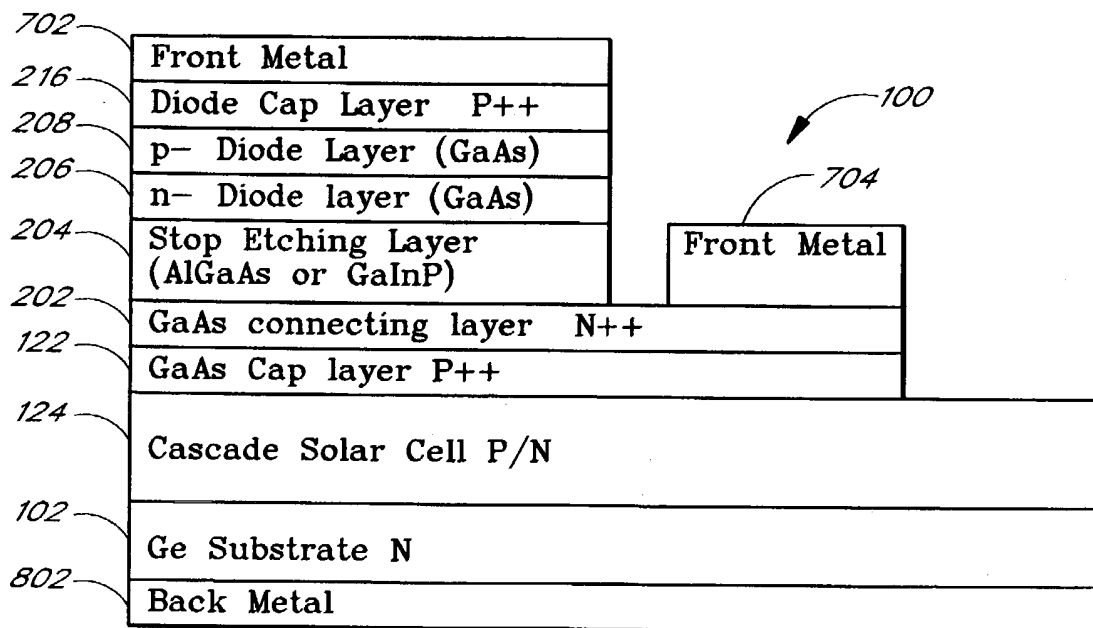 702
Front Metal
216
Diode Cap Layer P++
100
208
p- Diode Layer (GaAs)
206
n- Diode layer (GaAs)
704
204
Stop Etching Layer
(AlGaAs or GaInP)
Front Metal
202
GaAs connecting layer N++
122
GaAs Cap layer P++
124
Cascade Solar Cell P/N
102
Ge Substrate N
802
Back Metal